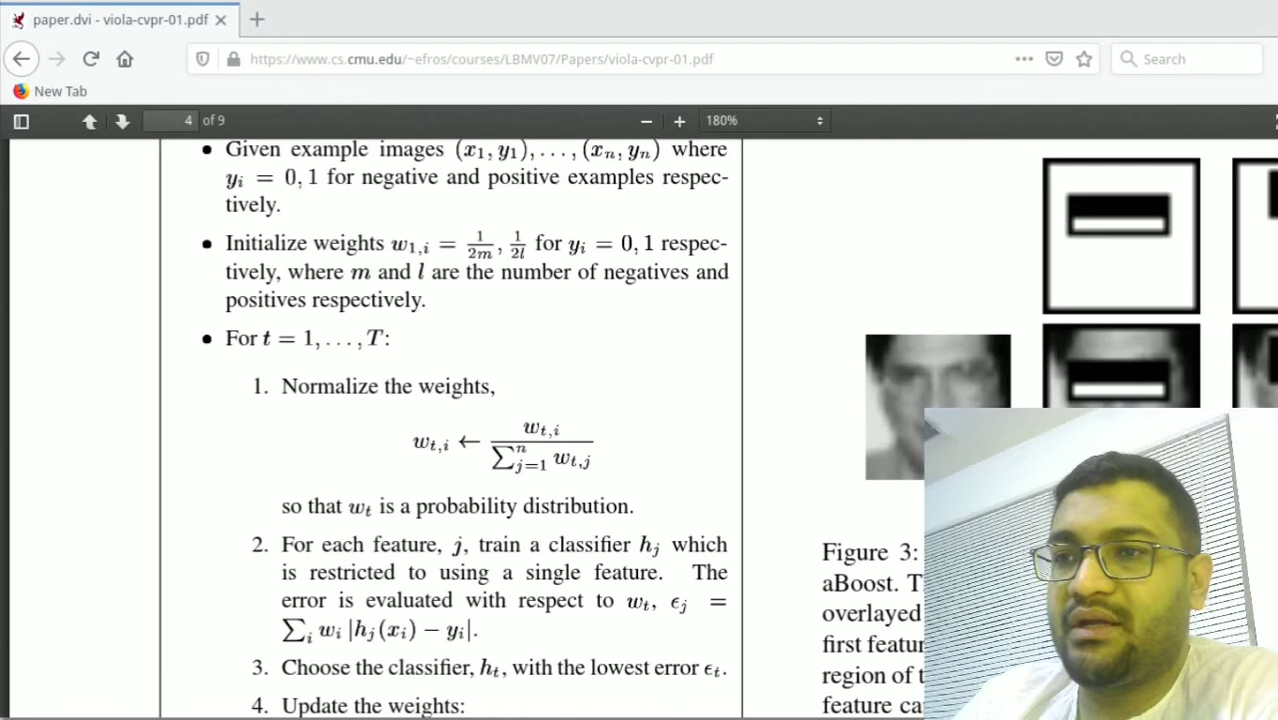 paper.dvi - viola-cvpr-01.pdf
https://www.cs.cmu.edu/~efros/courses/LBMV07/Papers/viola-cvpr-01.pdf
Search
New Tab
4 of 9
180%
• Given example images (x₁, y₁), . . . , (xₙ, yₙ) where
yᵢ = 0, 1 for negative and positive examples respec-
tively.
• Initialize weights w₁,ᵢ = 1/2m, 1/2l for yᵢ = 0, 1 respec-
tively, where m and l are the number of negatives and
positives respectively.
• For t = 1, . . . , T:
1. Normalize the weights,
wₜ,ᵢ ← wₜ,ᵢ / ∑ⱼ₌₁ⁿ wₜ,ⱼ
so that wₜ is a probability distribution.
2. For each feature, j, train a classifier hⱼ which
is restricted to using a single feature. The
error is evaluated with respect to wₜ, ϵⱼ =
∑ᵢ wᵢ |hⱼ(xᵢ) − yᵢ|.
3. Choose the classifier, hₜ, with the lowest error ϵₜ.
4. Update the weights:
Figure 3:
aBoost. T
overlayed
first featur
region of t
feature ca